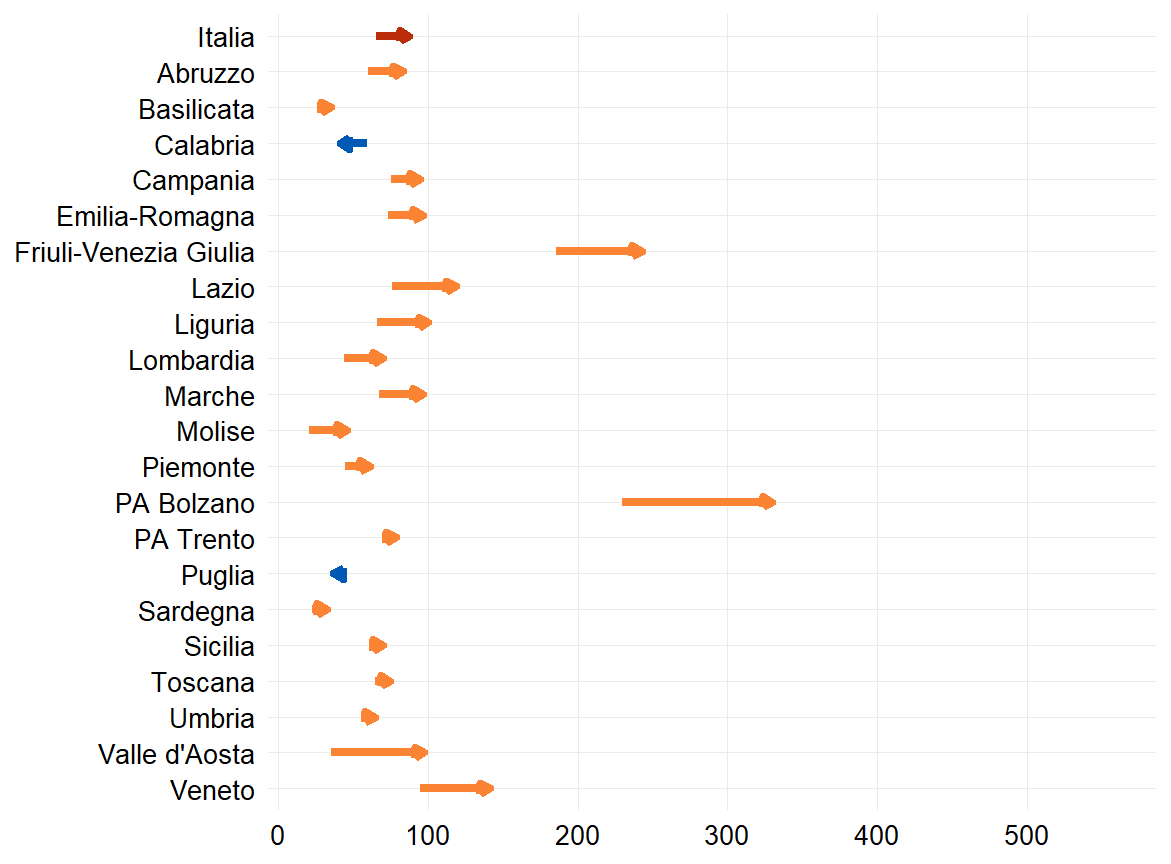 Italia
Abruzzo
Basilicata
Calabria
Campania
Emilia-Romagna
Friuli-Venezia Giulia
Lazio
Liguria
Lombardia
Marche
Molise
Piemonte
PA Bolzano
PA Trento
Puglia
Sardegna
Sicilia
Toscana
Umbria
Valle d'Aosta
Veneto
0 100 200 300 400 500